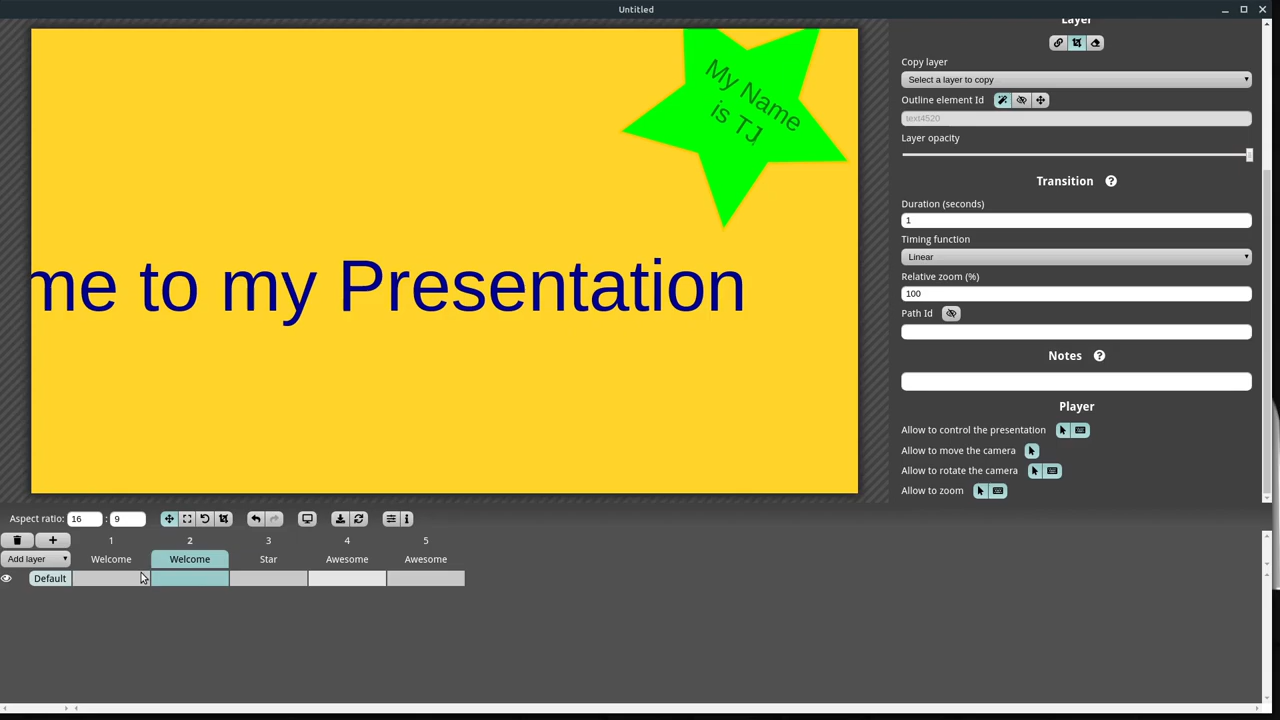 Untitled
My Name
is TJ
me to my Presentation
Layer
Copy layer
Select a layer to copy
Outline element Id
text4520
Layer opacity
Transition
Duration (seconds)
1
Timing function
Linear
Relative zoom (%)
100
Path Id
Notes
Player
Allow to control the presentation
Allow to move the camera
Allow to rotate the camera
Allow to zoom
Aspect ratio: 16 : 9
1 2 3 4 5
Add layer Welcome Welcome Star Awesome Awesome
Default